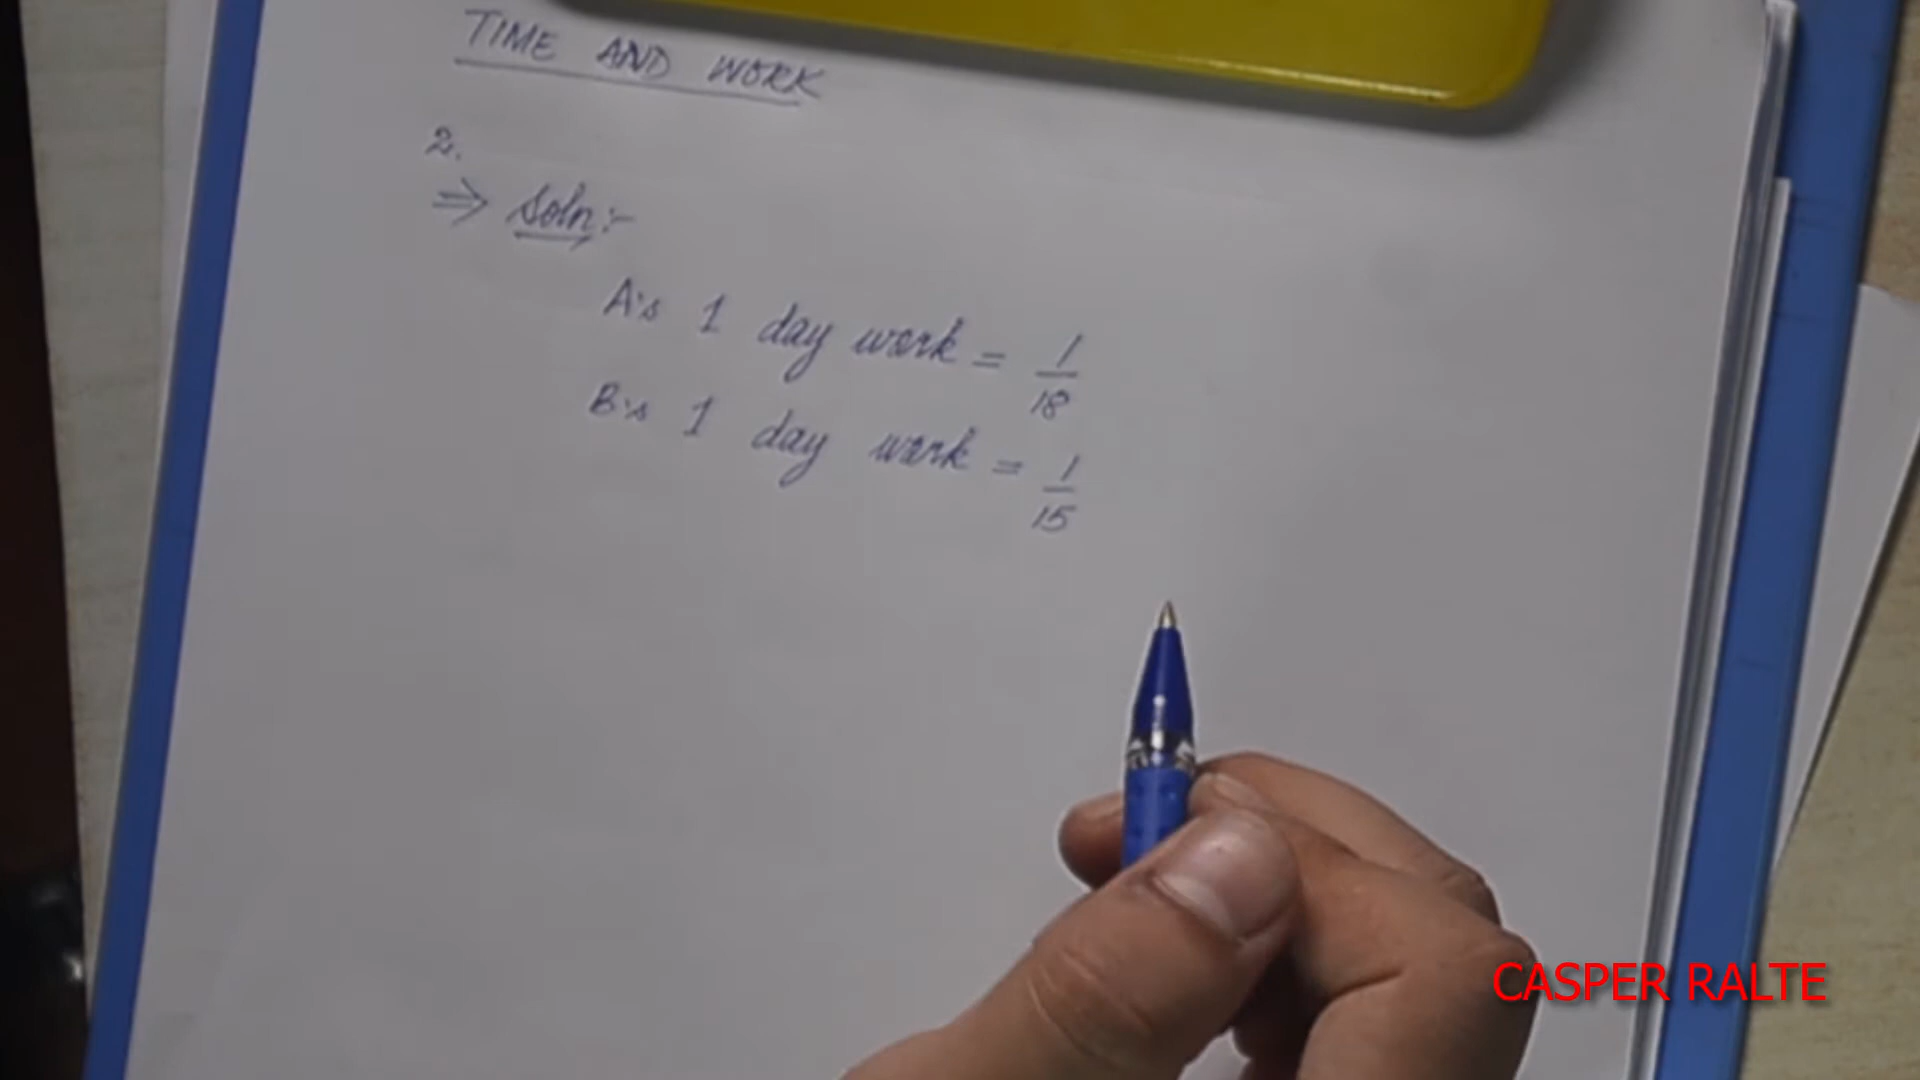 TIME AND WORK
2.
⇒ Soln:-
A's 1 day work = 1/18
B's 1 day work = 1/15
CASPER RALTE